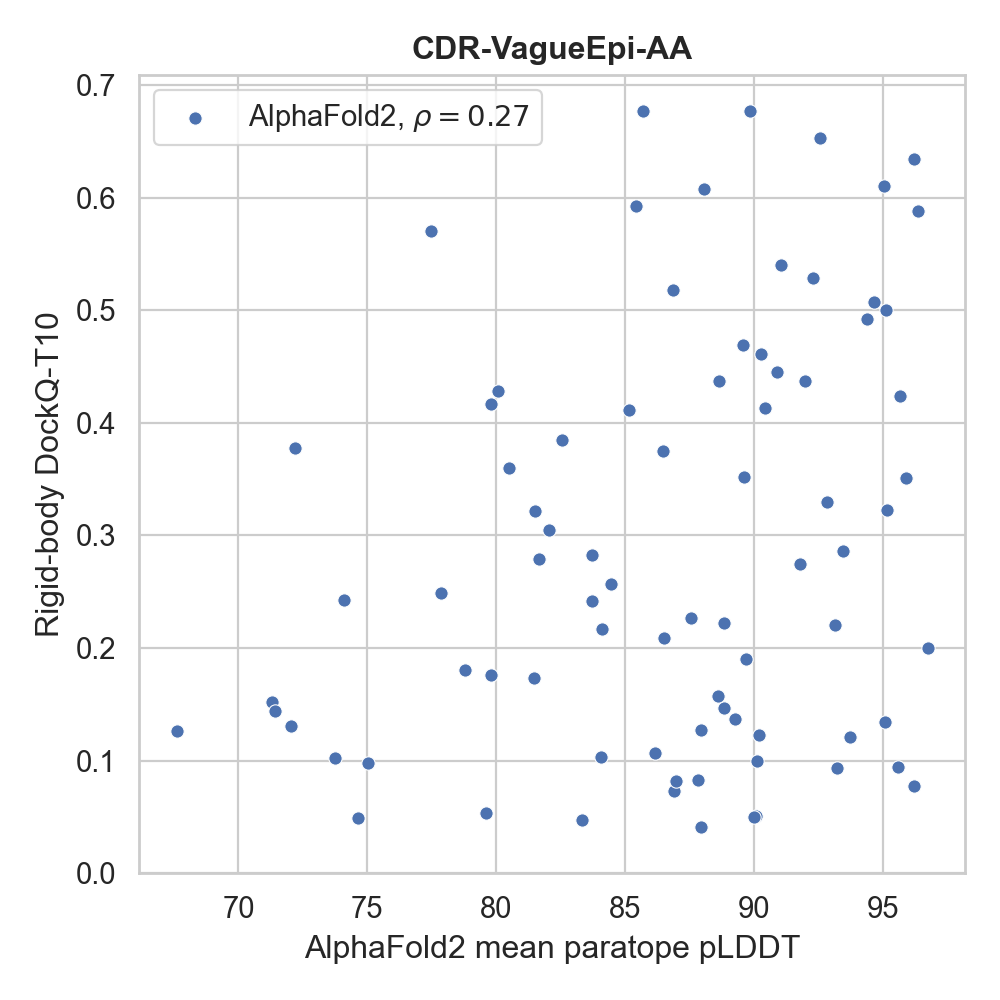 CDR-VagueEpi-AA
AlphaFold2, ρ = 0.27
0.7
0.6
0.5
0.4
0.3
0.2
0.1
0.0
Rigid-body DockQ-T10
70 75 80 85 90 95
AlphaFold2 mean paratope pLDDT